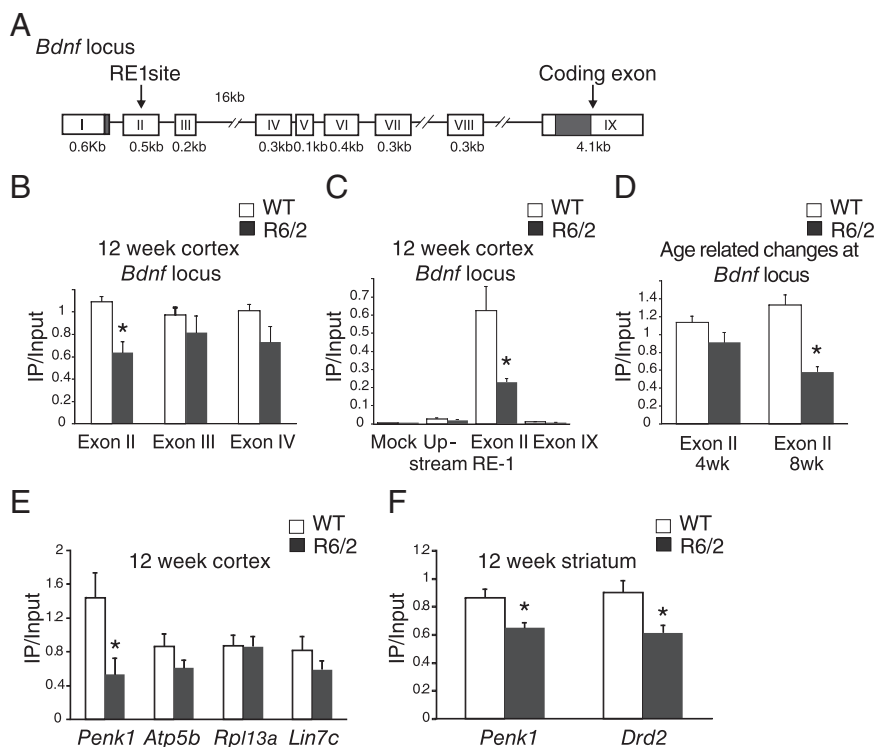 A
Bdnf locus
RE1site
Coding exon
16kb
I II III IV V VI VII VIII IX
0.6Kb 0.5kb 0.2kb 0.3kb 0.1kb 0.4kb 0.3kb 0.3kb 4.1kb
B
WT
R6/2
12 week cortex
Bdnf locus
IP/Input
1
0.8
0.6
0.4
0.2
0
*
Exon II Exon III Exon IV
C
WT
R6/2
12 week cortex
Bdnf locus
IP/Input
0.8
0.7
0.6
0.5
0.4
0.3
0.2
0.1
0
*
Mock Up- Exon II Exon IX
stream RE-1
D
WT
R6/2
Age related changes at
Bdnf locus
IP/Input
1.4
1.2
1
0.8
0.6
0.4
0.2
0
*
Exon II Exon II
4wk 8wk
E
WT
R6/2
12 week cortex
IP/Input
2
1.6
1.2
0.8
0.4
0
*
Penk1 Atp5b Rpl13a Lin7c
F
WT
R6/2
12 week striatum
IP/Input
1.2
1
0.8
0.6
0.4
0.2
0
* *
Penk1 Drd2